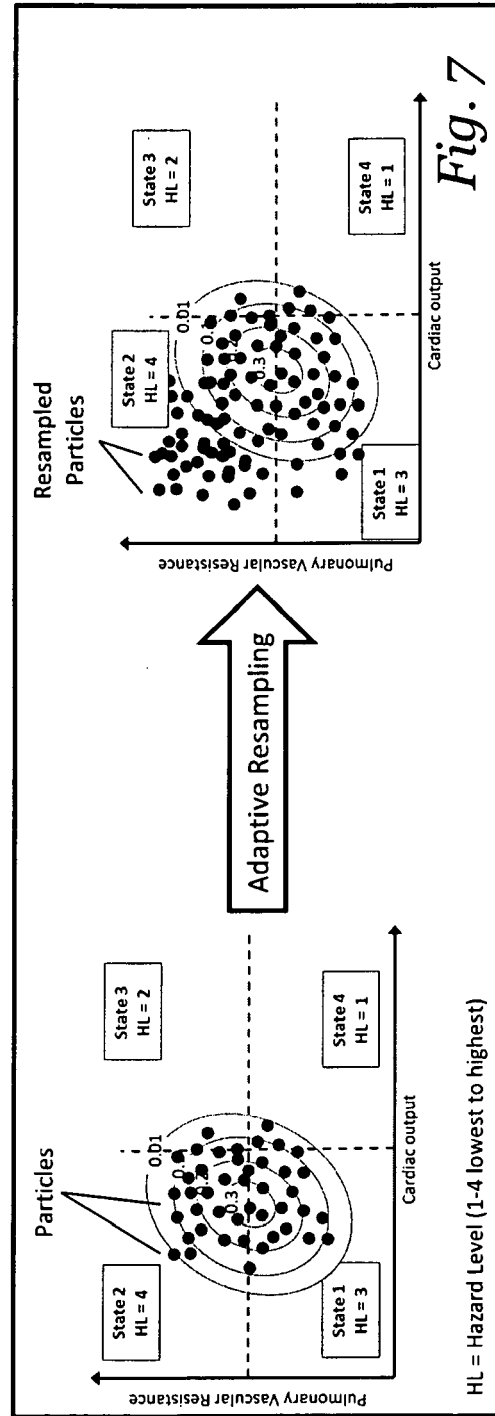 Particles
State 2
HL = 4
State 3
HL = 2
State 1
HL = 3
State 4
HL = 1
0.01
0.3
Pulmonary Vascular Resistance
Cardiac output
Adaptive Resampling
Resampled
Particles
State 2
HL = 4
State 3
HL = 2
State 1
HL = 3
State 4
HL = 1
0.01
0.3
Pulmonary Vascular Resistance
Cardiac output
HL = Hazard Level (1-4 lowest to highest)
Fig. 7